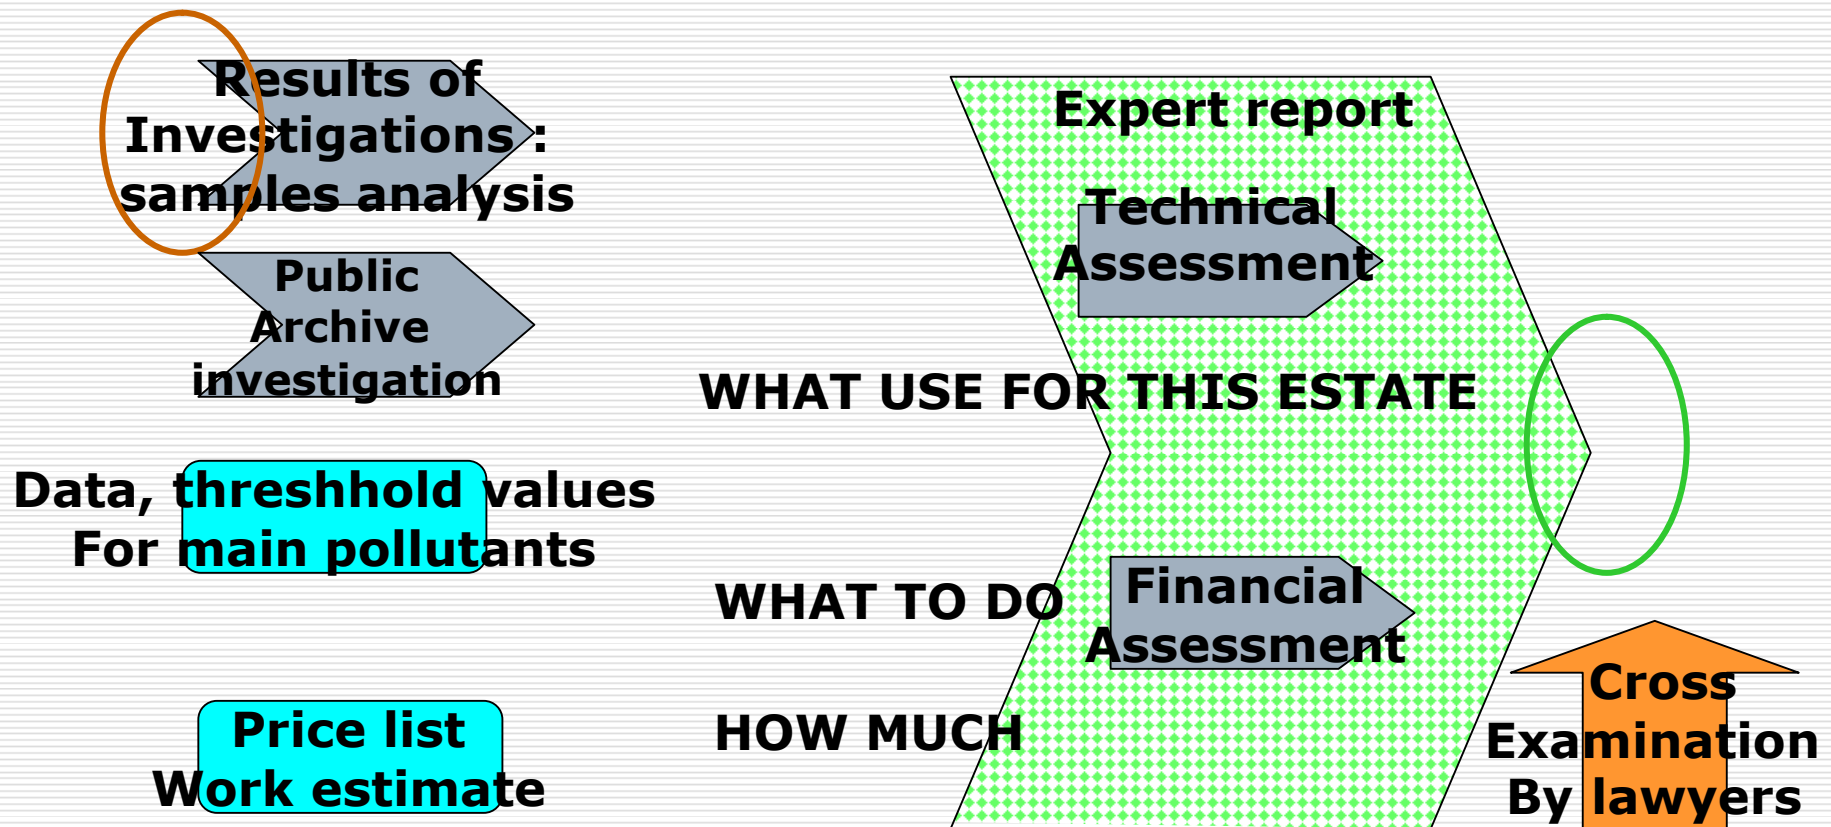 Results of
Investigations :
samples analysis
Public
Archive
investigation
Data, threshhold values
For main pollutants
Price list
Work estimate
WHAT USE FOR THIS ESTATE
WHAT TO DO
HOW MUCH
Expert report
Technical
Assessment
Financial
Assessment
Cross
Examination
By lawyers